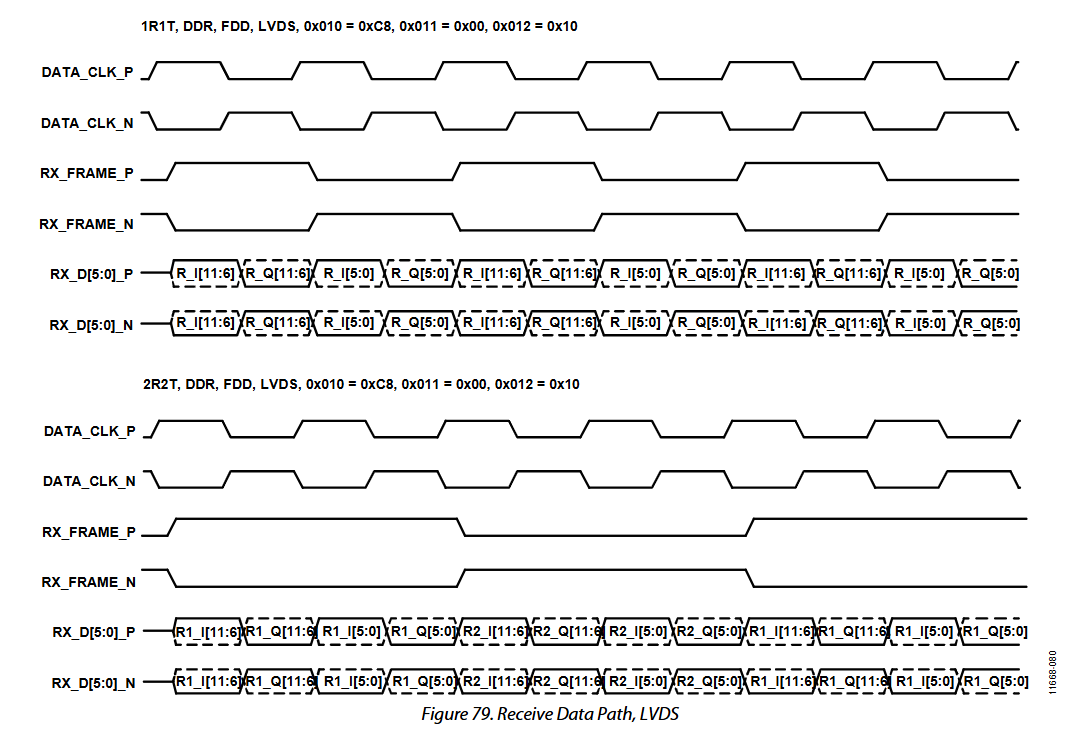 1R1T, DDR, FDD, LVDS, 0x010 = 0xC8, 0x011 = 0x00, 0x012 = 0x10
DATA_CLK_P
DATA_CLK_N
RX_FRAME_P
RX_FRAME_N
RX_D[5:0]_P R_I[11:6] R_Q[11:6] R_I[5:0] R_Q[5:0] R_I[11:6] R_Q[11:6] R_I[5:0] R_Q[5:0] R_I[11:6] R_Q[11:6] R_I[5:0] R_Q[5:0]
RX_D[5:0]_N R_I[11:6] R_Q[11:6] R_I[5:0] R_Q[5:0] R_I[11:6] R_Q[11:6] R_I[5:0] R_Q[5:0] R_I[11:6] R_Q[11:6] R_I[5:0] R_Q[5:0]
2R2T, DDR, FDD, LVDS, 0x010 = 0xC8, 0x011 = 0x00, 0x012 = 0x10
DATA_CLK_P
DATA_CLK_N
RX_FRAME_P
RX_FRAME_N
RX_D[5:0]_P R1_I[11:6] R1_Q[11:6] R1_I[5:0] R1_Q[5:0] R2_I[11:6] R2_Q[11:6] R2_I[5:0] R2_Q[5:0] R1_I[11:6] R1_Q[11:6] R1_I[5:0] R1_Q[5:0]
RX_D[5:0]_N R1_I[11:6] R1_Q[11:6] R1_I[5:0] R1_Q[5:0] R2_I[11:6] R2_Q[11:6] R2_I[5:0] R2_Q[5:0] R1_I[11:6] R1_Q[11:6] R1_I[5:0] R1_Q[5:0]
11668-080
Figure 79. Receive Data Path, LVDS